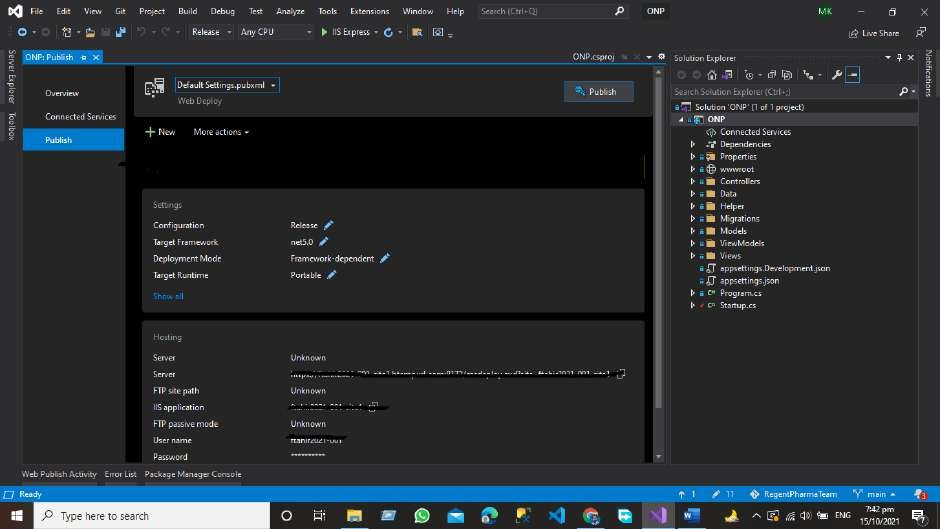 File Edit View Git Project Build Debug Test Analyze Tools Extensions Window Help Search (Ctrl+Q) ONP MK
Release Any CPU IIS Express Live Share
Server Explorer
Toolbox
Notifications
ONP: Publish ONP.csproj
Overview
Connected Services
Publish
Default Settings.pubxml
Web Deploy
Publish
New More actions
Settings
Configuration Release
Target Framework net5.0
Deployment Mode Framework-dependent
Target Runtime Portable
Show all
Hosting
Server Unknown
Server
FTP site path Unknown
IIS application
FTP passive mode Unknown
User name
Password **********
Solution Explorer
Search Solution Explorer (Ctrl+;)
Solution 'ONP' (1 of 1 project)
ONP
Connected Services
Dependencies
Properties
wwwroot
Controllers
Data
Helper
Migrations
Models
ViewModels
Views
appsettings.Development.json
appsettings.json
Program.cs
Startup.cs
Web Publish Activity Error List Package Manager Console
Ready 1 11 RegentPharmaTeam main 3
Type here to search ENG 7:42 pm
15/10/2021 7